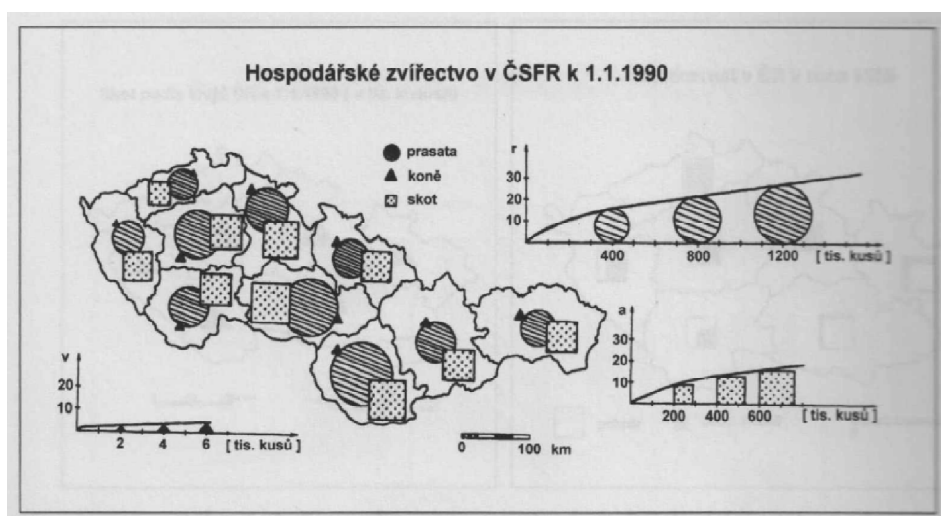 Hospodářské zvířectvo v ČSFR k 1.1.1990
prasata
koně
skot
r
30
20
10
400
800
1200
[ tis. kusů ]
a
30
20
10
200
400
600
[ tis. kusů ]
v
20
10
2
4
6
[ tis. kusů ]
0
100
km